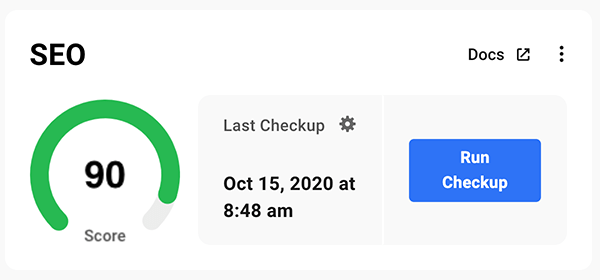 SEO
Docs
90
Score
Last Checkup
Oct 15, 2020 at
8:48 am
Run
Checkup